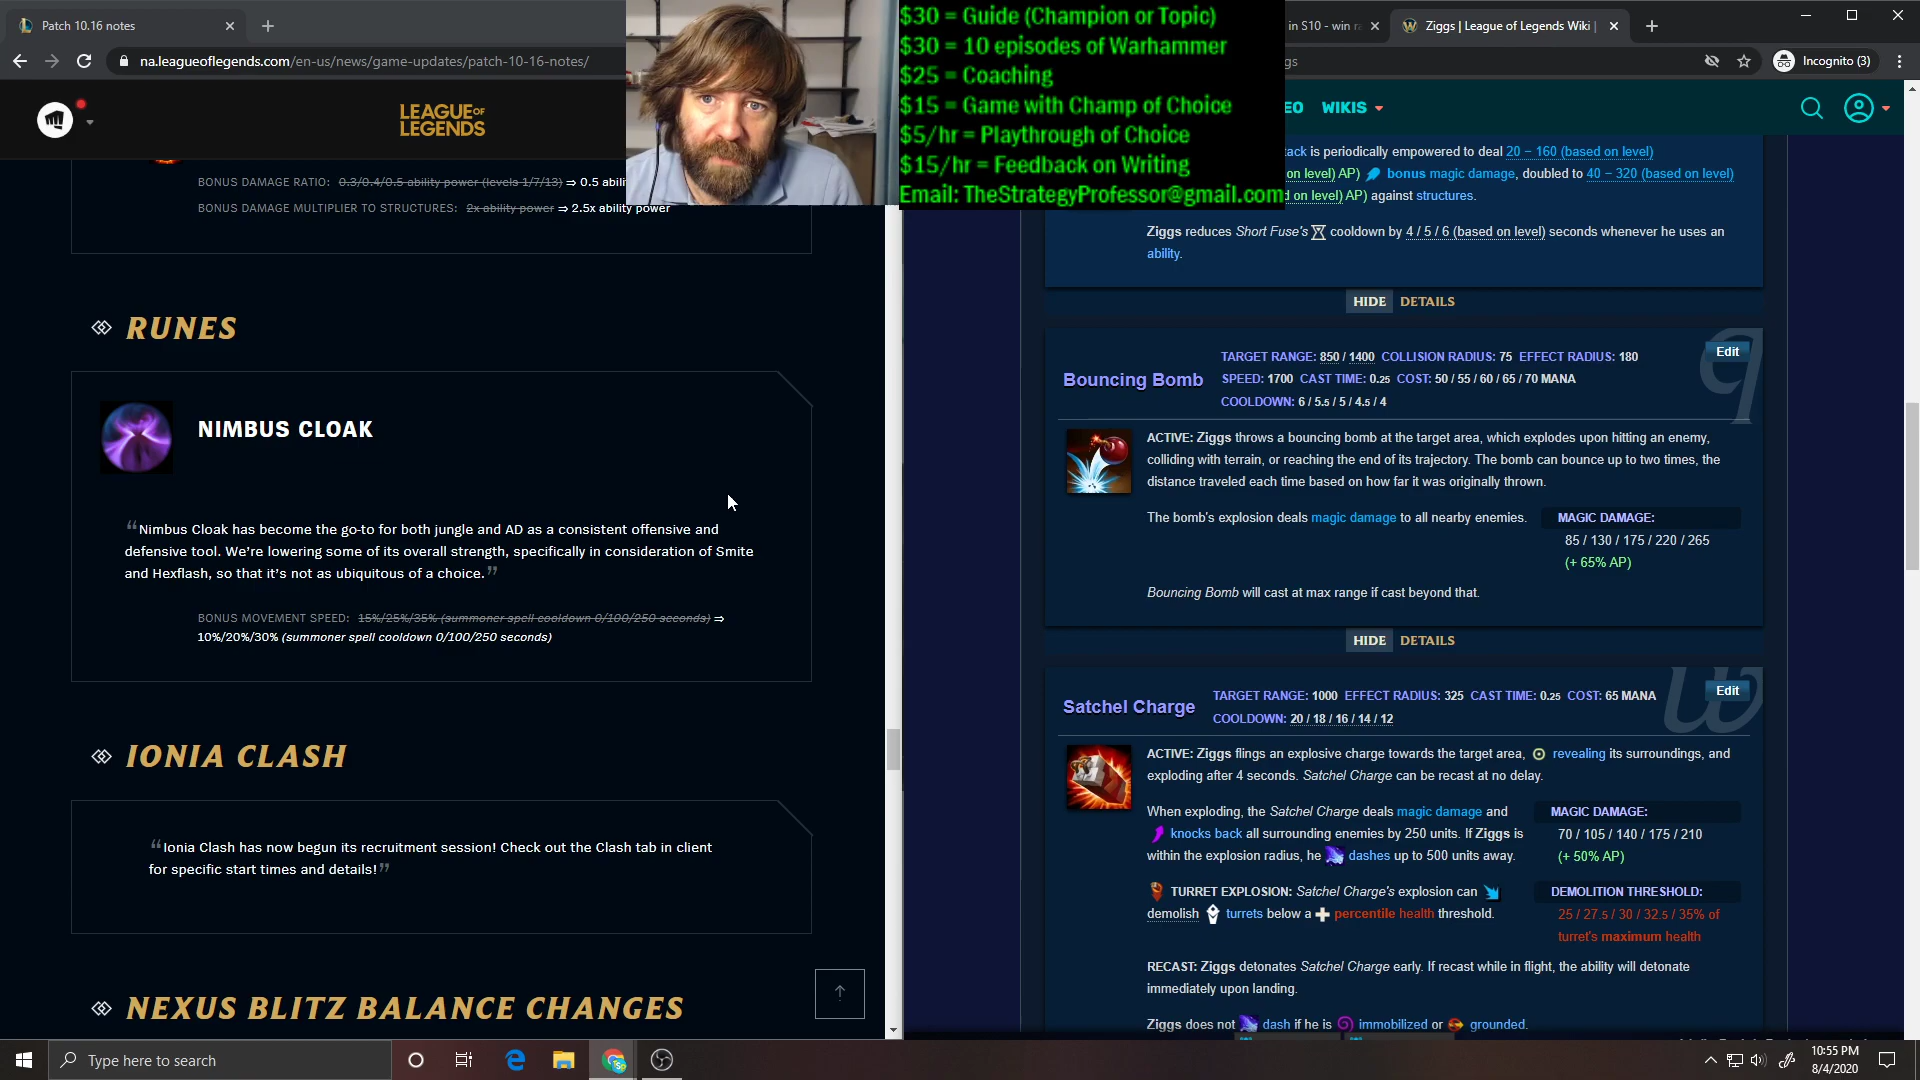 Patch 10.16 notes
na.leagueoflegends.com/en-us/news/game-updates/patch-10-16-notes/
LEAGUE OF
LEGENDS
BONUS DAMAGE RATIO: 0.3/0.4/0.5 ability power (levels 1/7/13) ⇒ 0.5 abili
BONUS DAMAGE MULTIPLIER TO STRUCTURES: 2x ability power ⇒ 2.5x ability power
RUNES
NIMBUS CLOAK
“Nimbus Cloak has become the go-to for both jungle and AD as a consistent offensive and
defensive tool. We’re lowering some of its overall strength, specifically in consideration of Smite
and Hexflash, so that it’s not as ubiquitous of a choice.”
BONUS MOVEMENT SPEED: 15%/25%/35% (summoner spell cooldown 0/100/250 seconds) ⇒
10%/20%/30% (summoner spell cooldown 0/100/250 seconds)
IONIA CLASH
“Ionia Clash has now begun its recruitment session! Check out the Clash tab in client
for specific start times and details!”
NEXUS BLITZ BALANCE CHANGES
$30 = Guide (Champion or Topic)
$30 = 10 episodes of Warhammer
$25 = Coaching
$15 = Game with Champ of Choice
$5/hr = Playthrough of Choice
$15/hr = Feedback on Writing
Email: TheStrategyProfessor@gmail.com
in S10 - win ra
Ziggs | League of Legends Wiki |
gs
Incognito (3)
EO WIKIS
ack is periodically empowered to deal 20 − 160 (based on level)
on level) AP) bonus magic damage, doubled to 40 − 320 (based on level)
d on level) AP) against structures.
Ziggs reduces Short Fuse's cooldown by 4 / 5 / 6 (based on level) seconds whenever he uses an
ability.
HIDE DETAILS
Bouncing Bomb
TARGET RANGE: 850 / 1400 COLLISION RADIUS: 75 EFFECT RADIUS: 180
SPEED: 1700 CAST TIME: 0.25 COST: 50 / 55 / 60 / 65 / 70 MANA
COOLDOWN: 6 / 5.5 / 5 / 4.5 / 4
q
Edit
ACTIVE: Ziggs throws a bouncing bomb at the target area, which explodes upon hitting an enemy,
colliding with terrain, or reaching the end of its trajectory. The bomb can bounce up to two times, the
distance traveled each time based on how far it was originally thrown.
The bomb's explosion deals magic damage to all nearby enemies.
MAGIC DAMAGE:
85 / 130 / 175 / 220 / 265
(+ 65% AP)
Bouncing Bomb will cast at max range if cast beyond that.
HIDE DETAILS
Satchel Charge
TARGET RANGE: 1000 EFFECT RADIUS: 325 CAST TIME: 0.25 COST: 65 MANA
COOLDOWN: 20 / 18 / 16 / 14 / 12
w
Edit
ACTIVE: Ziggs flings an explosive charge towards the target area, revealing its surroundings, and
exploding after 4 seconds. Satchel Charge can be recast at no delay.
When exploding, the Satchel Charge deals magic damage and
knocks back all surrounding enemies by 250 units. If Ziggs is
within the explosion radius, he dashes up to 500 units away.
MAGIC DAMAGE:
70 / 105 / 140 / 175 / 210
(+ 50% AP)
TURRET EXPLOSION: Satchel Charge's explosion can
demolish turrets below a percentile health threshold.
DEMOLITION THRESHOLD:
25 / 27.5 / 30 / 32.5 / 35% of
turret's maximum health
RECAST: Ziggs detonates Satchel Charge early. If recast while in flight, the ability will detonate
immediately upon landing.
Ziggs does not dash if he is immobilized or grounded.
Type here to search
10:55 PM
8/4/2020